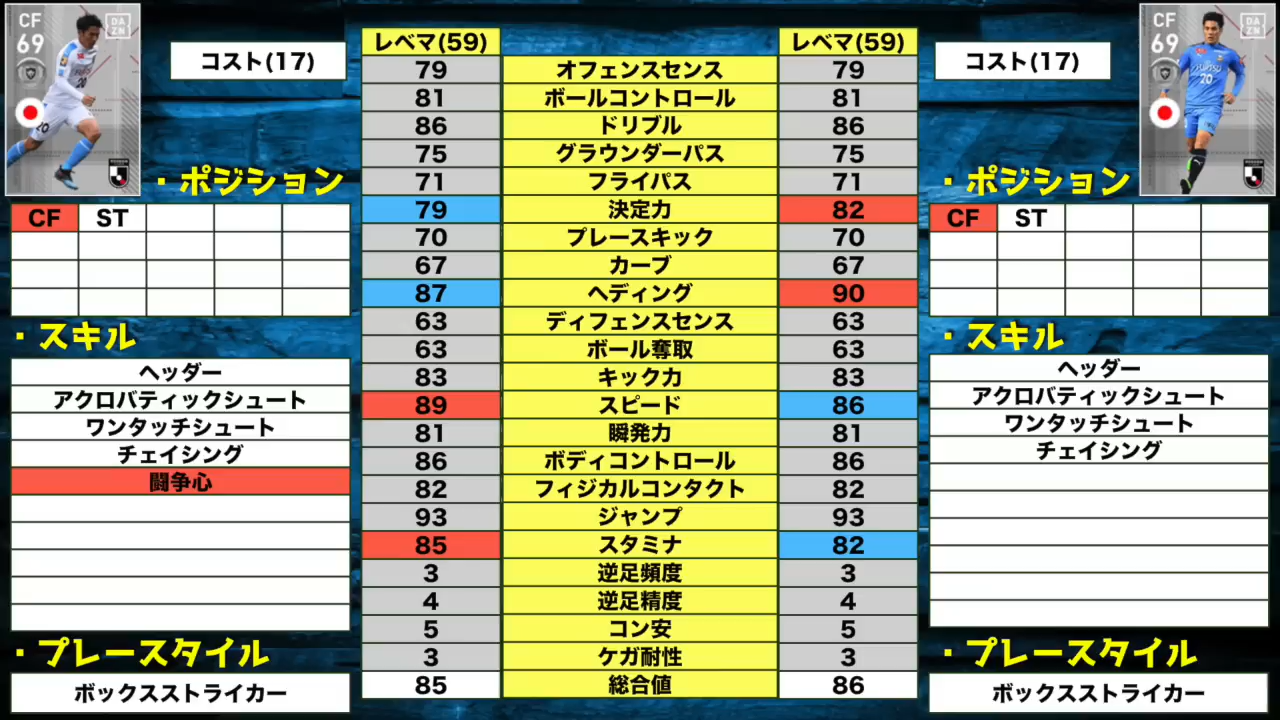 CF
69
DAZN
20
コスト(17)
・ポジション
CF ST
・スキル
ヘッダー
アクロバティックシュート
ワンタッチシュート
チェイシング
闘争心
・プレースタイル
ボックスストライカー
レベマ(59) レベマ(59)
79 オフェンスセンス 79
81 ボールコントロール 81
86 ドリブル 86
75 グラウンダーパス 75
71 フライパス 71
79 決定力 82
70 プレースキック 70
67 カーブ 67
87 ヘディング 90
63 ディフェンスセンス 63
63 ボール奪取 63
83 キック力 83
89 スピード 86
81 瞬発力 81
86 ボディコントロール 86
82 フィジカルコンタクト 82
93 ジャンプ 93
85 スタミナ 82
3 逆足頻度 3
4 逆足精度 4
5 コン安 5
3 ケガ耐性 3
85 総合値 86
コスト(17)
CF
69
DAZN
20
・ポジション
CF ST
・スキル
ヘッダー
アクロバティックシュート
ワンタッチシュート
チェイシング
・プレースタイル
ボックスストライカー